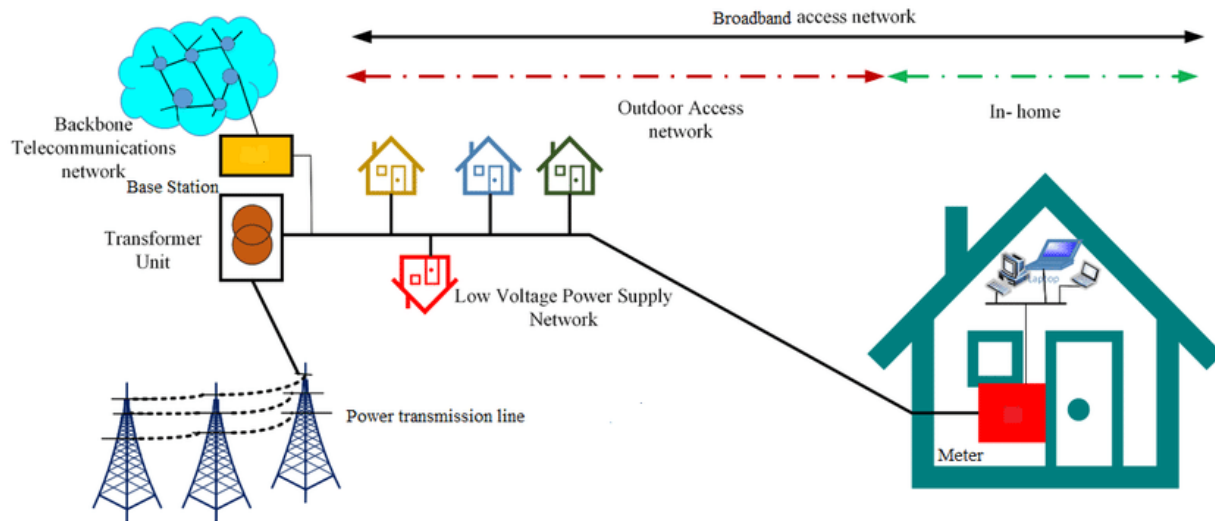 Broadband access network
Outdoor Access
network
In- home
Backbone
Telecommunications
network
Base Station
Transformer
Unit
Low Voltage Power Supply
Network
Laptop
Power transmission line
Meter